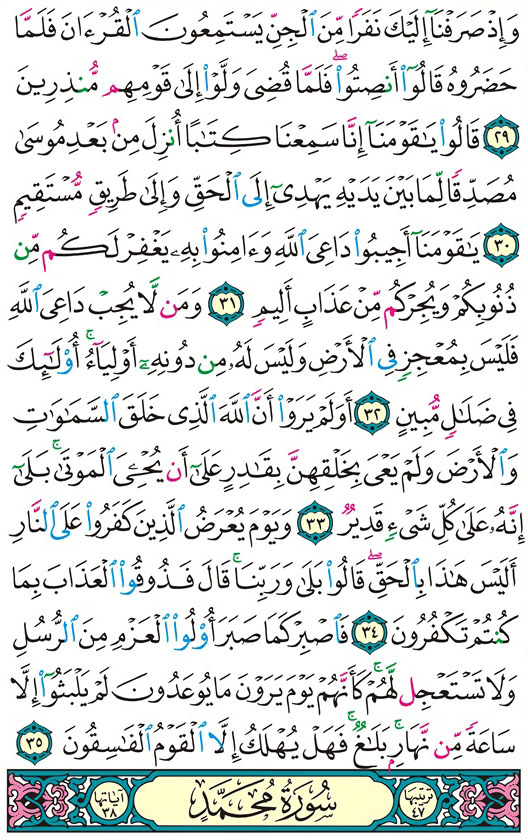 وَإِذْ صَرَفْنَآ إِلَيْكَ نَفَرًا مِّنَ ٱلْجِنِّ يَسْتَمِعُونَ ٱلْقُرْءَانَ فَلَمَّا
حَضَرُوهُ قَالُوٓا۟ أَنصِتُوا۟ ۖ فَلَمَّا قُضِىَ وَلَّوْا۟ إِلَىٰ قَوْمِهِم مُّنذِرِينَ
٢٩ قَالُوا۟ يَٰقَوْمَنَآ إِنَّا سَمِعْنَا كِتَٰبًا أُنزِلَ مِنۢ بَعْدِ مُوسَىٰ
مُصَدِّقًا لِّمَا بَيْنَ يَدَيْهِ يَهْدِىٓ إِلَى ٱلْحَقِّ وَإِلَىٰ طَرِيقٍ مُّسْتَقِيمٍ
٣٠ يَٰقَوْمَنَآ أَجِيبُوا۟ دَاعِىَ ٱللَّهِ وَءَامِنُوا۟ بِهِۦ يَغْفِرْ لَكُم مِّن
ذُنُوبِكُمْ وَيُجِرْكُم مِّنْ عَذَابٍ أَلِيمٍ ٣١ وَمَن لَّا يُجِبْ دَاعِىَ ٱللَّهِ
فَلَيْسَ بِمُعْجِزٍ فِى ٱلْأَرْضِ وَلَيْسَ لَهُۥ مِن دُونِهِۦٓ أَوْلِيَآءُ ۚ أُو۟لَٰٓئِكَ
فِى ضَلَٰلٍ مُّبِينٍ ٣٢ أَوَلَمْ يَرَوْا۟ أَنَّ ٱللَّهَ ٱلَّذِى خَلَقَ ٱلسَّمَٰوَٰتِ
وَٱلْأَرْضَ وَلَمْ يَعْىَ بِخَلْقِهِنَّ بِقَٰدِرٍ عَلَىٰٓ أَن يُحْـِۧىَ ٱلْمَوْتَىٰ ۚ بَلَىٰٓ
إِنَّهُۥ عَلَىٰ كُلِّ شَىْءٍ قَدِيرٌ ٣٣ وَيَوْمَ يُعْرَضُ ٱلَّذِينَ كَفَرُوا۟ عَلَى ٱلنَّارِ
أَلَيْسَ هَٰذَا بِٱلْحَقِّ ۖ قَالُوا۟ بَلَىٰ وَرَبِّنَا ۚ قَالَ فَذُوقُوا۟ ٱلْعَذَابَ بِمَا
كُنتُمْ تَكْفُرُونَ ٣٤ فَٱصْبِرْ كَمَا صَبَرَ أُو۟لُوا۟ ٱلْعَزْمِ مِنَ ٱلرُّسُلِ
وَلَا تَسْتَعْجِل لَّهُمْ ۚ كَأَنَّهُمْ يَوْمَ يَرَوْنَ مَا يُوعَدُونَ لَمْ يَلْبَثُوٓا۟ إِلَّا
سَاعَةً مِّن نَّهَارٍۭ ۚ بَلَٰغٌ ۚ فَهَلْ يُهْلَكُ إِلَّا ٱلْقَوْمُ ٱلْفَٰسِقُونَ ٣٥
ترتيبها ٤٧ سُورَةُ مُحَمَّدٍ آياتها ٣٨